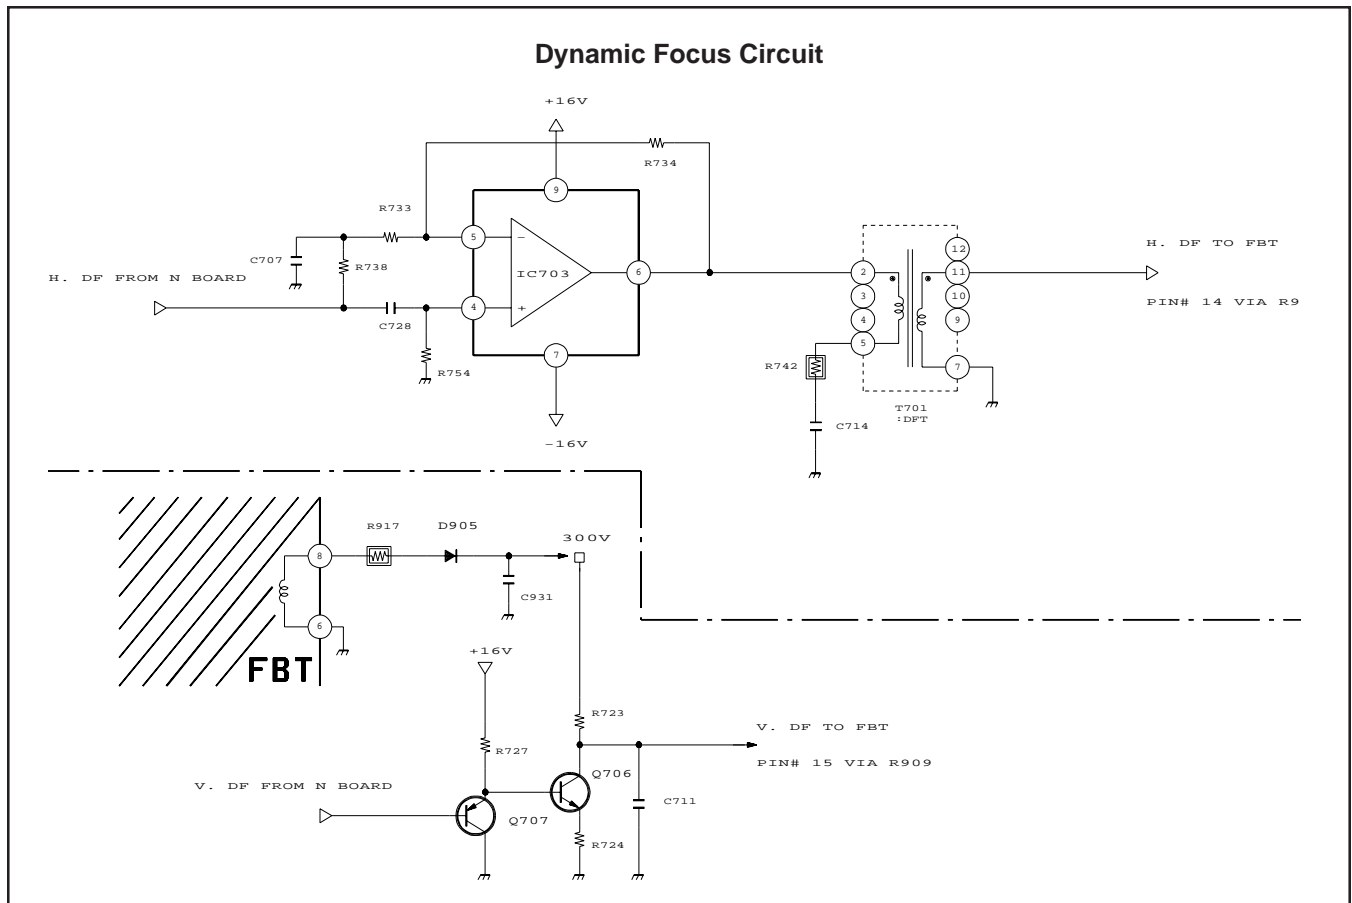 Dynamic Focus Circuit
+16V
R734
9
R733
5
−
C707
R738
IC703
6
H. DF FROM N BOARD
4
+
C728
R754
7
−16V
12
2
11
3
10
4
9
5
7
R742
C714
T701
:DFT
H. DF TO FBT
PIN# 14 VIA R9
R917
D905
300V
8
C931
6
FBT
+16V
R723
V. DF TO FBT
R727
PIN# 15 VIA R909
V. DF FROM N BOARD
Q706
C711
Q707
R724